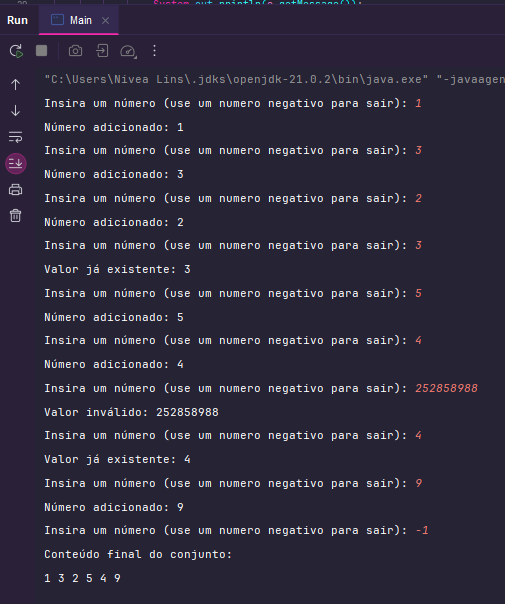 System.out.println(e.getMessage());
Run Main
"C:\Users\Nivea Lins\.jdks\openjdk-21.0.2\bin\java.exe" "-javaagen
Insira um número (use um numero negativo para sair): 1
Número adicionado: 1
Insira um número (use um numero negativo para sair): 3
Número adicionado: 3
Insira um número (use um numero negativo para sair): 2
Número adicionado: 2
Insira um número (use um numero negativo para sair): 3
Valor já existente: 3
Insira um número (use um numero negativo para sair): 5
Número adicionado: 5
Insira um número (use um numero negativo para sair): 4
Número adicionado: 4
Insira um número (use um numero negativo para sair): 252858988
Valor inválido: 252858988
Insira um número (use um numero negativo para sair): 4
Valor já existente: 4
Insira um número (use um numero negativo para sair): 9
Número adicionado: 9
Insira um número (use um numero negativo para sair): -1
Conteúdo final do conjunto:
1 3 2 5 4 9